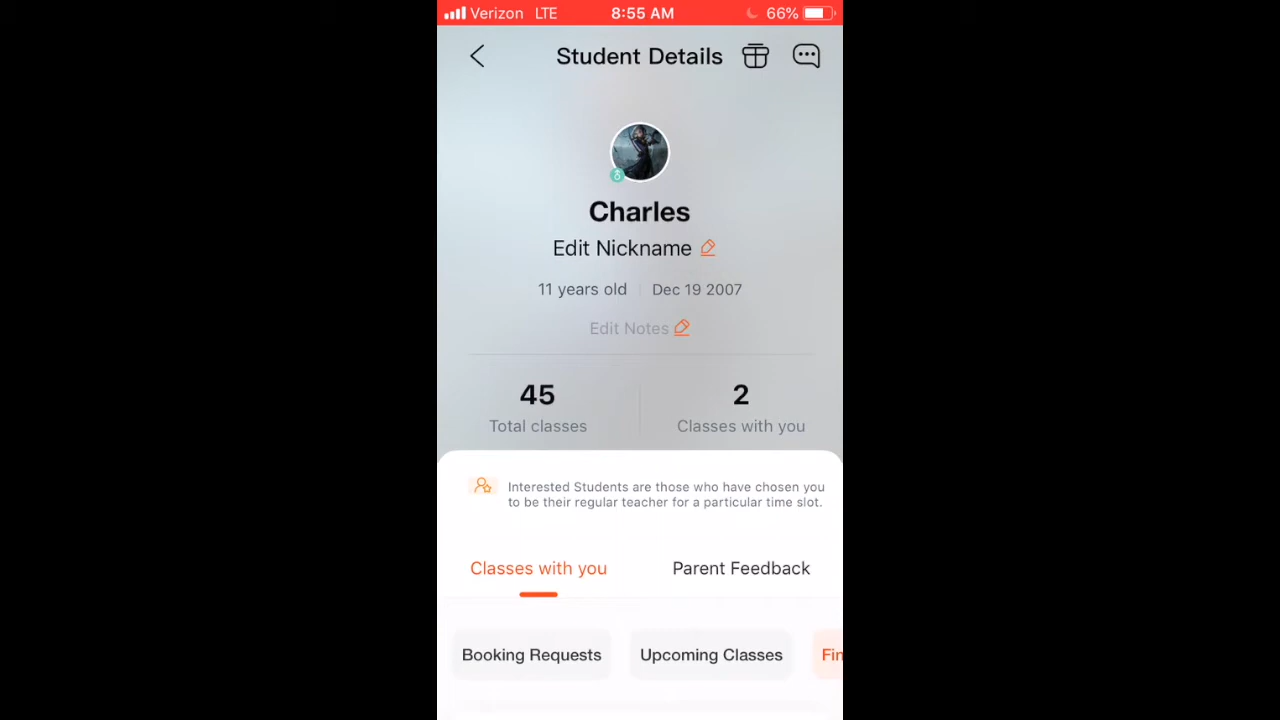 Verizon LTE 8:55 AM 66%
Student Details
Charles
Edit Nickname
11 years old Dec 19 2007
Edit Notes
45 2
Total classes Classes with you
Interested Students are those who have chosen you
to be their regular teacher for a particular time slot.
Classes with you Parent Feedback
Booking Requests Upcoming Classes Fin